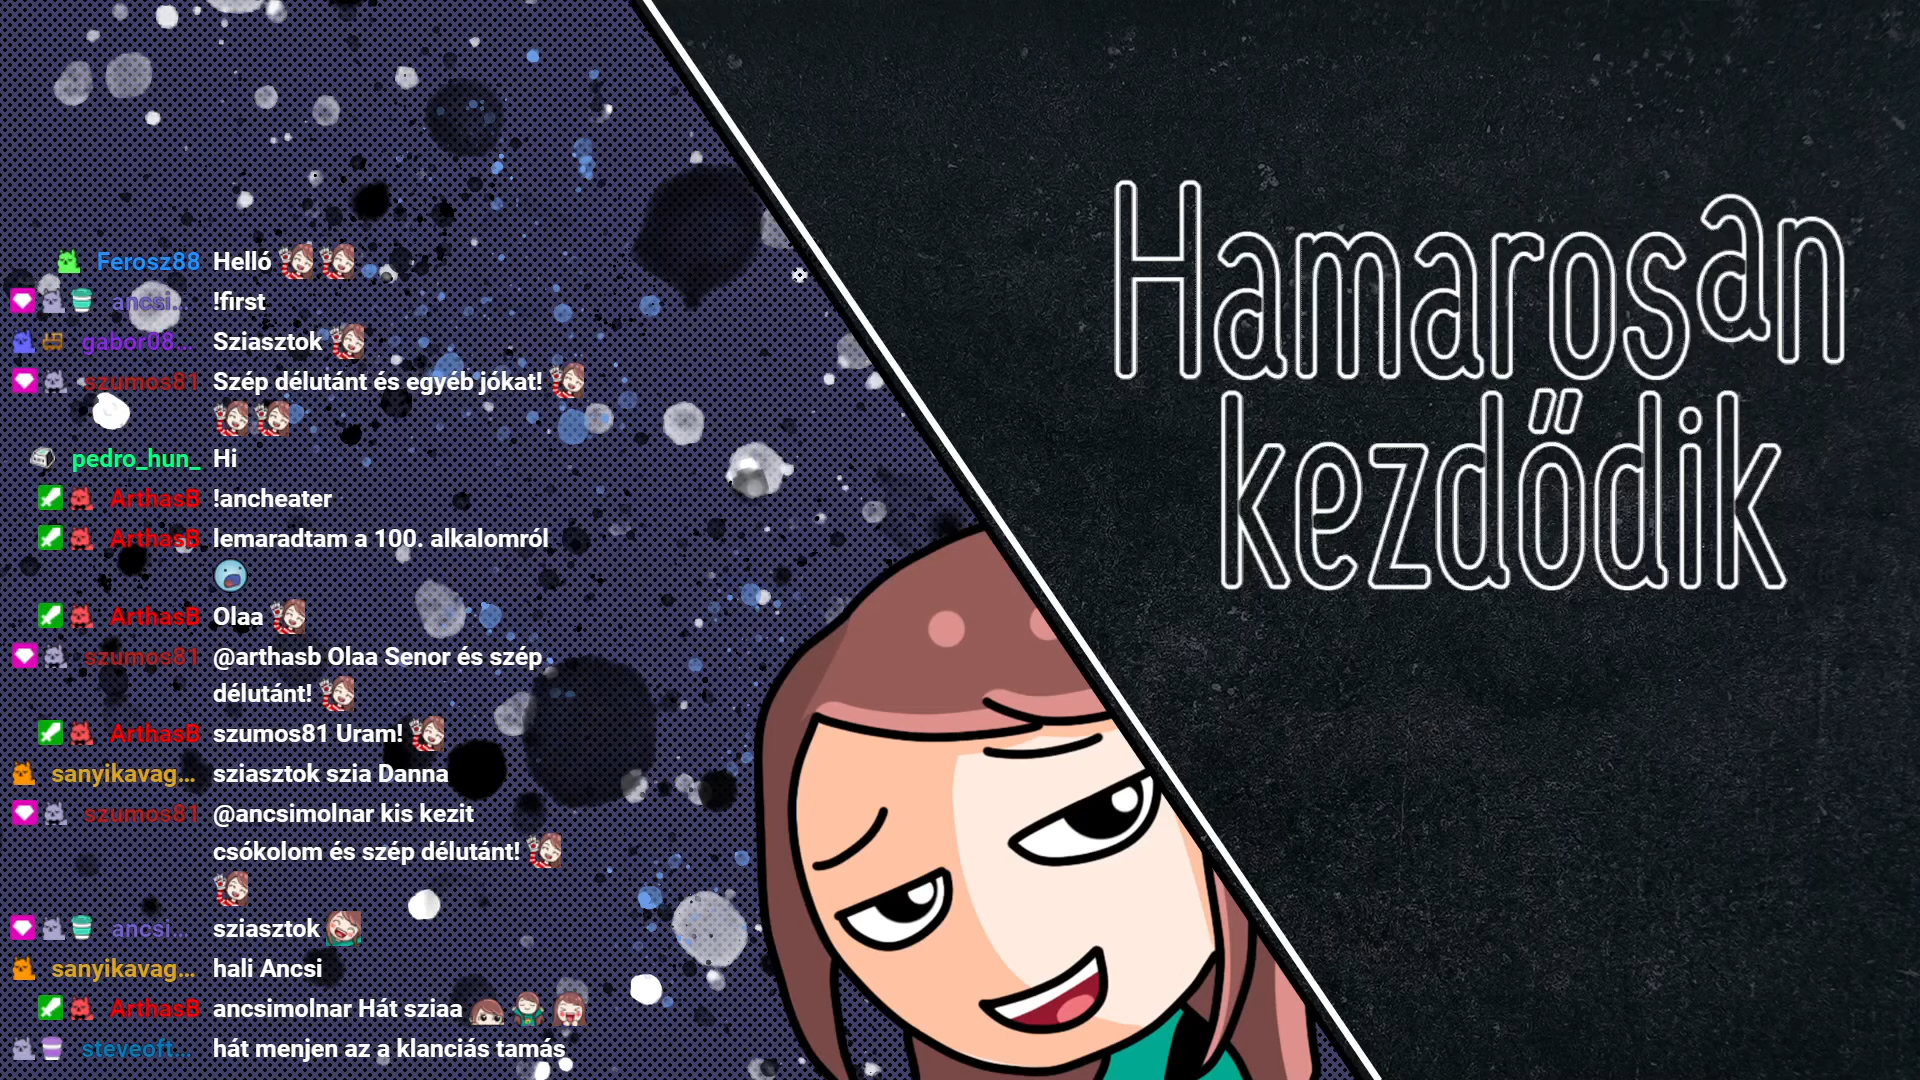 Hamarosan
kezdődik
Ferosz88 Helló
ancsi... !first
gabor08... Sziasztok
szumos81 Szép délutánt és egyéb jókat!
pedro_hun_ Hi
ArthasB !ancheater
ArthasB lemaradtam a 100. alkalomról
ArthasB Olaa
szumos81 @arthasb Olaa Senor és szép
délutánt!
ArthasB szumos81 Uram!
sanyikavag... sziasztok szia Danna
szumos81 @ancsimolnar kis kezit
csókolom és szép délutánt!
ancsi... sziasztok
sanyikavag... hali Ancsi
ArthasB ancsimolnar Hát sziaa
steveoft... hát menjen az a klanciás tamás